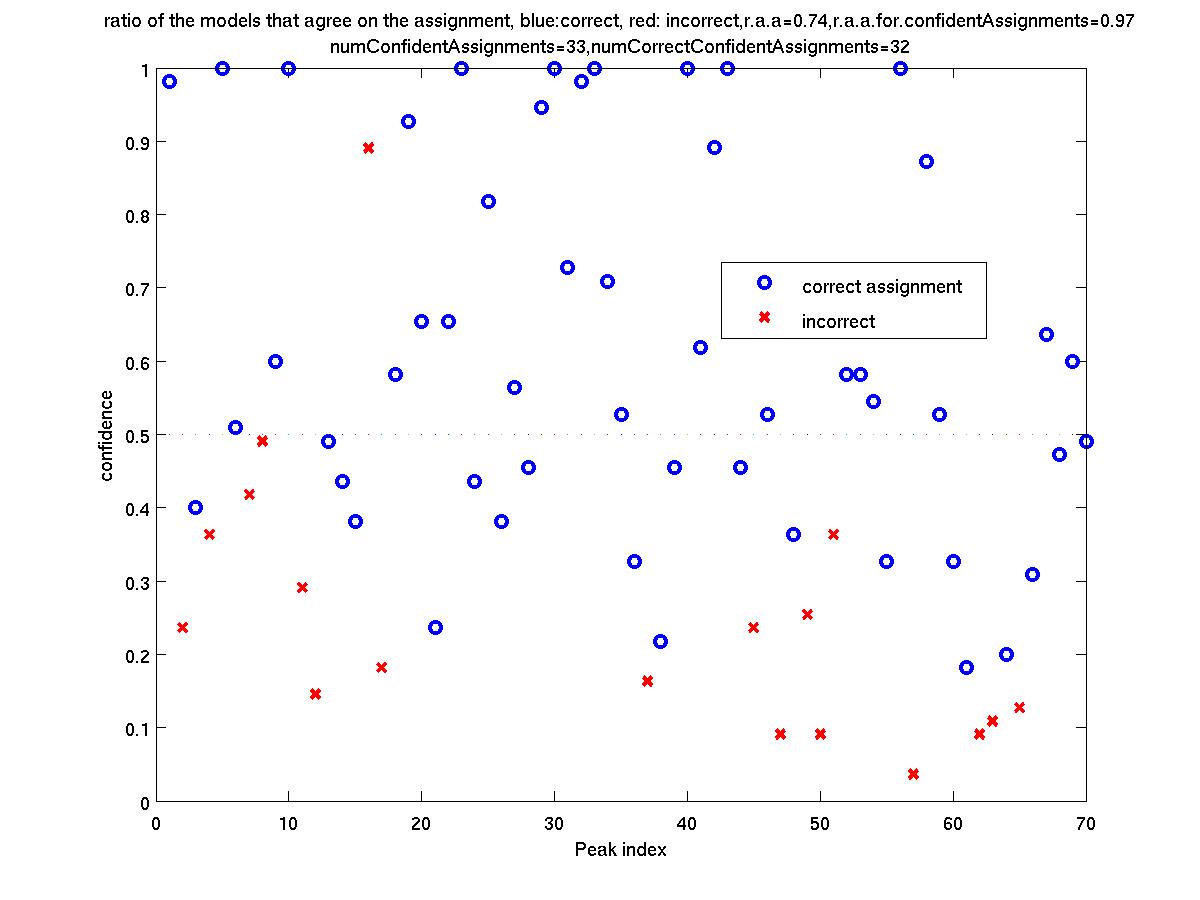 ratio of the models that agree on the assignment, blue:correct, red: incorrect,r.a.a=0.74,r.a.a.for.confidentAssignments=0.97
numConfidentAssignments=33,numCorrectConfidentAssignments=32
1
0.9
0.8
0.7
0.6
0.5
0.4
0.3
0.2
0.1
0
confidence
correct assignment
incorrect
0 10 20 30 40 50 60 70
Peak index